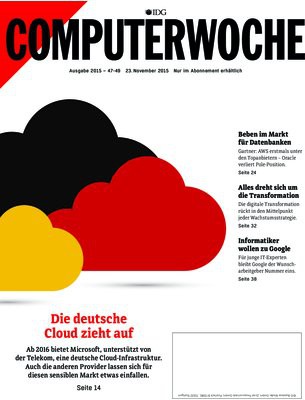 IDG
COMPUTERWOCHE
Ausgabe 2015 – 47-49 23. November 2015 Nur im Abonnement erhältlich
Beben im Markt
für Datenbanken
Gartner: AWS erstmals unter
den Topanbietern – Oracle
verliert Pole-Position.
Seite 24
Alles dreht sich um
die Transformation
Die digitale Transformation
rückt in den Mittelpunkt
jeder Wachstumsstrategie.
Seite 32
Informatiker
wollen zu Google
Für junge IT-Experten
bleibt Google der Wunsch-
arbeitgeber Nummer eins.
Seite 38
Die deutsche
Cloud zieht auf
Ab 2016 bietet Microsoft, unterstützt von
der Telekom, eine deutsche Cloud-Infrastruktur.
Auch die anderen Provider lassen sich für
diesen sensiblen Markt etwas einfallen.
Seite 14